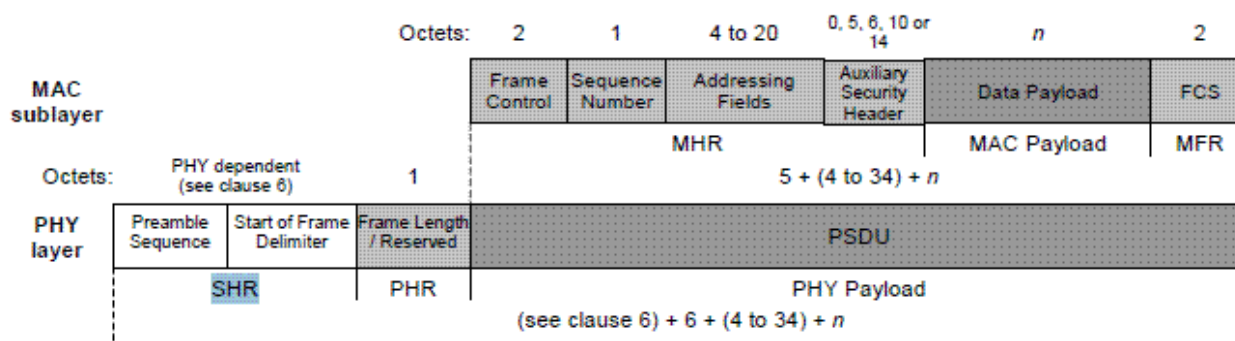 Octets: 2 1 4 to 20 0, 5, 6, 10 or 14 n 2
MAC sublayer
Frame Control
Sequence Number
Addressing Fields
Auxiliary Security Header
Data Payload
FCS
MHR MAC Payload MFR
Octets: PHY dependent (see clause 6) 1 5 + (4 to 34) + n
PHY layer
Preamble Sequence
Start of Frame Delimiter
Frame Length / Reserved
PSDU
SHR PHR PHY Payload
(see clause 6) + 6 + (4 to 34) + n